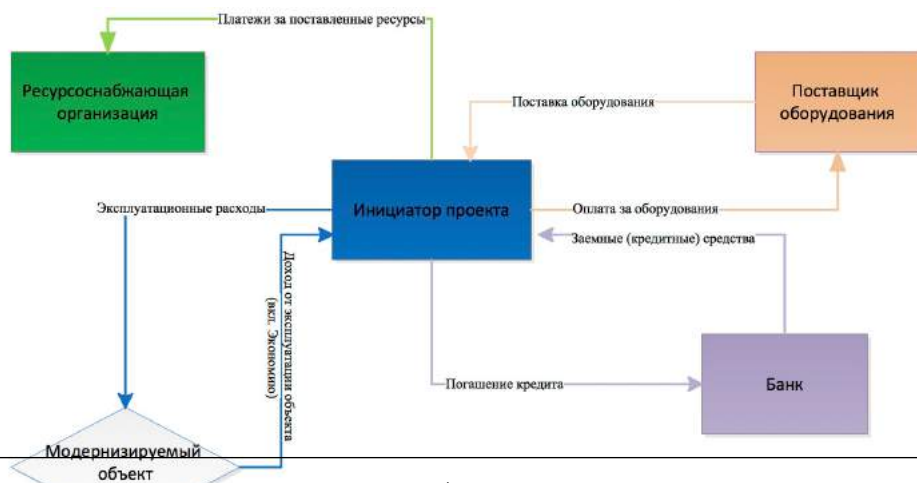 Платежи за поставленные ресурсы
Ресурсоснабжающая
организация
Поставщик
оборудования
Поставка оборудования
Инициатор проекта
Эксплуатационные расходы
Оплата за оборудования
Заемные (кредитные) средства
Доход от эксплуатации объекта
(вкл. Экономию)
Погашение кредита
Банк
Модернизируемый
объект